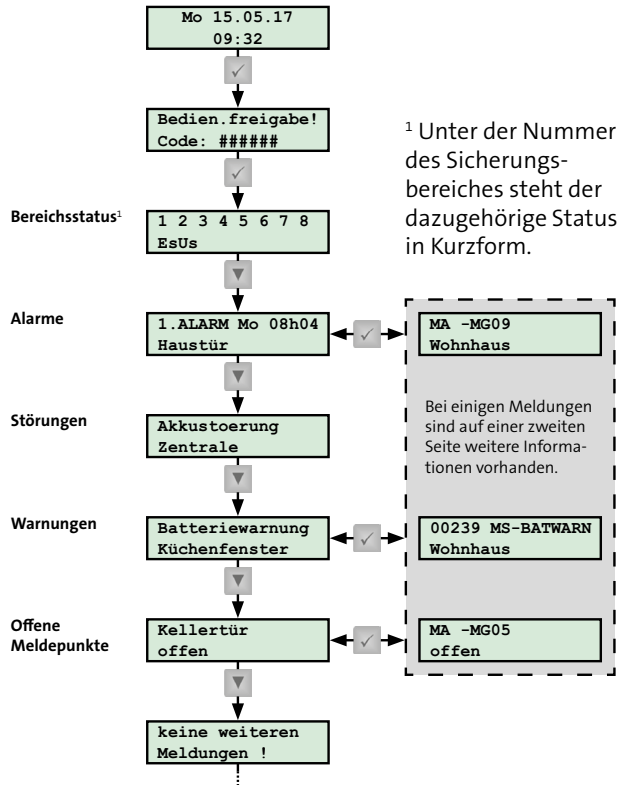 Mo 15.05.17
09:32
Bedien.freigabe!
Code: ######
¹ Unter der Nummer
des Sicherungs-
bereiches steht der
dazugehörige Status
in Kurzform.
Bereichsstatus¹
1 2 3 4 5 6 7 8
EsUs
Alarme
1.ALARM Mo 08h04
Haustür
MA -MG09
Wohnhaus
Bei einigen Meldungen
sind auf einer zweiten
Seite weitere Informa-
tionen vorhanden.
Störungen
Akkustoerung
Zentrale
Warnungen
Batteriewarnung
Küchenfenster
00239 MS-BATWARN
Wohnhaus
Offene
Meldepunkte
Kellertür
offen
MA -MG05
offen
keine weiteren
Meldungen !